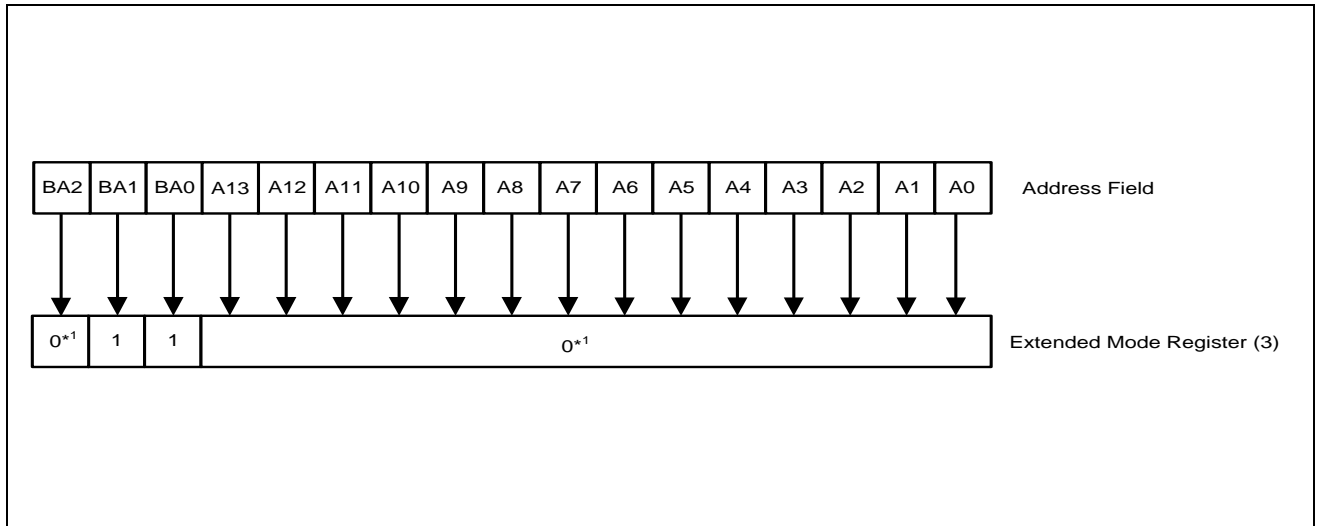 BA2 BA1 BA0 A13 A12 A11 A10 A9 A8 A7 A6 A5 A4 A3 A2 A1 A0 Address Field
0*1 1 1 0*1 Extended Mode Register (3)